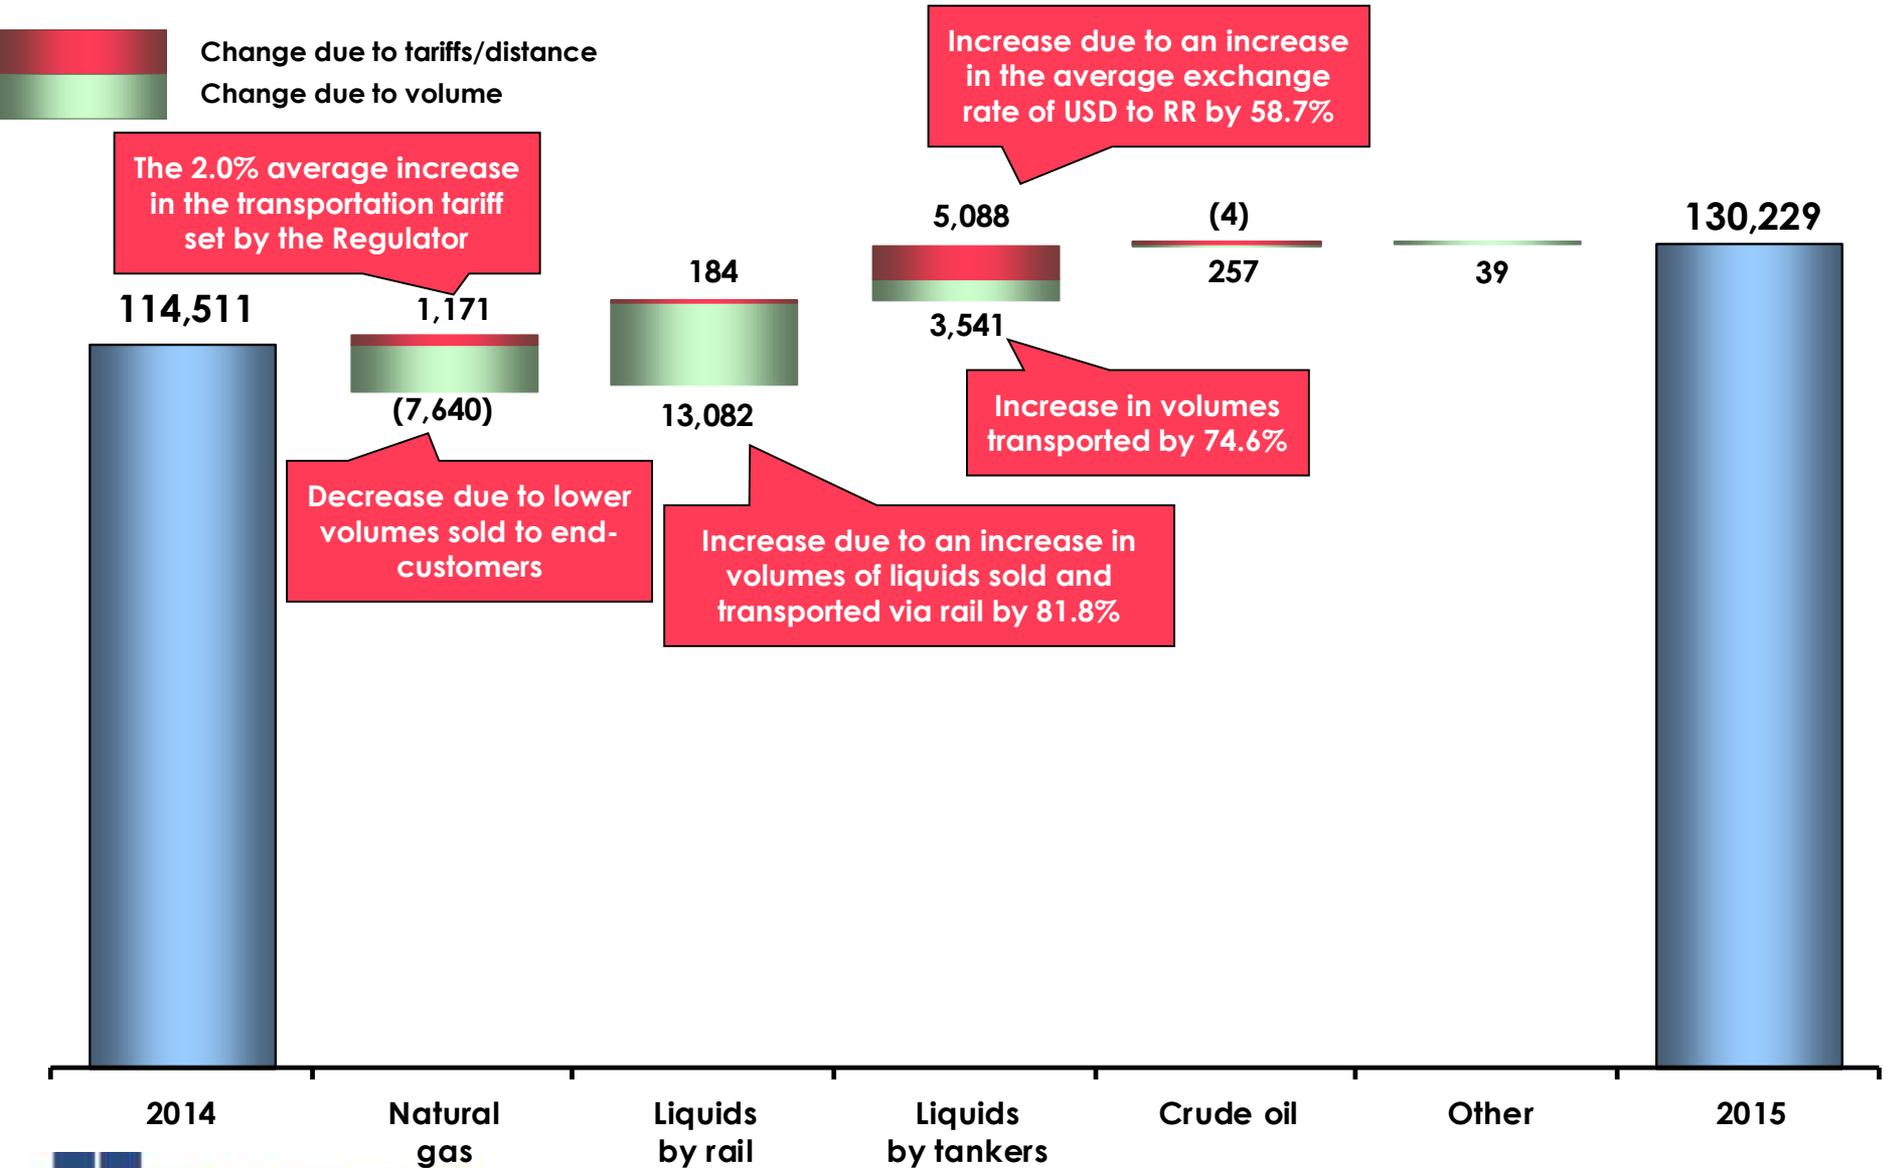 Change due to tariffs/distance
Change due to volume
Increase due to an increase
in the average exchange
rate of USD to RR by 58.7%
The 2.0% average increase
in the transportation tariff
set by the Regulator
114,511
1,171
(7,640)
184
13,082
5,088
3,541
(4)
257
39
130,229
Increase in volumes
transported by 74.6%
Decrease due to lower
volumes sold to end-
customers
Increase due to an increase in
volumes of liquids sold and
transported via rail by 81.8%
2014
Natural
gas
Liquids
by rail
Liquids
by tankers
Crude oil
Other
2015